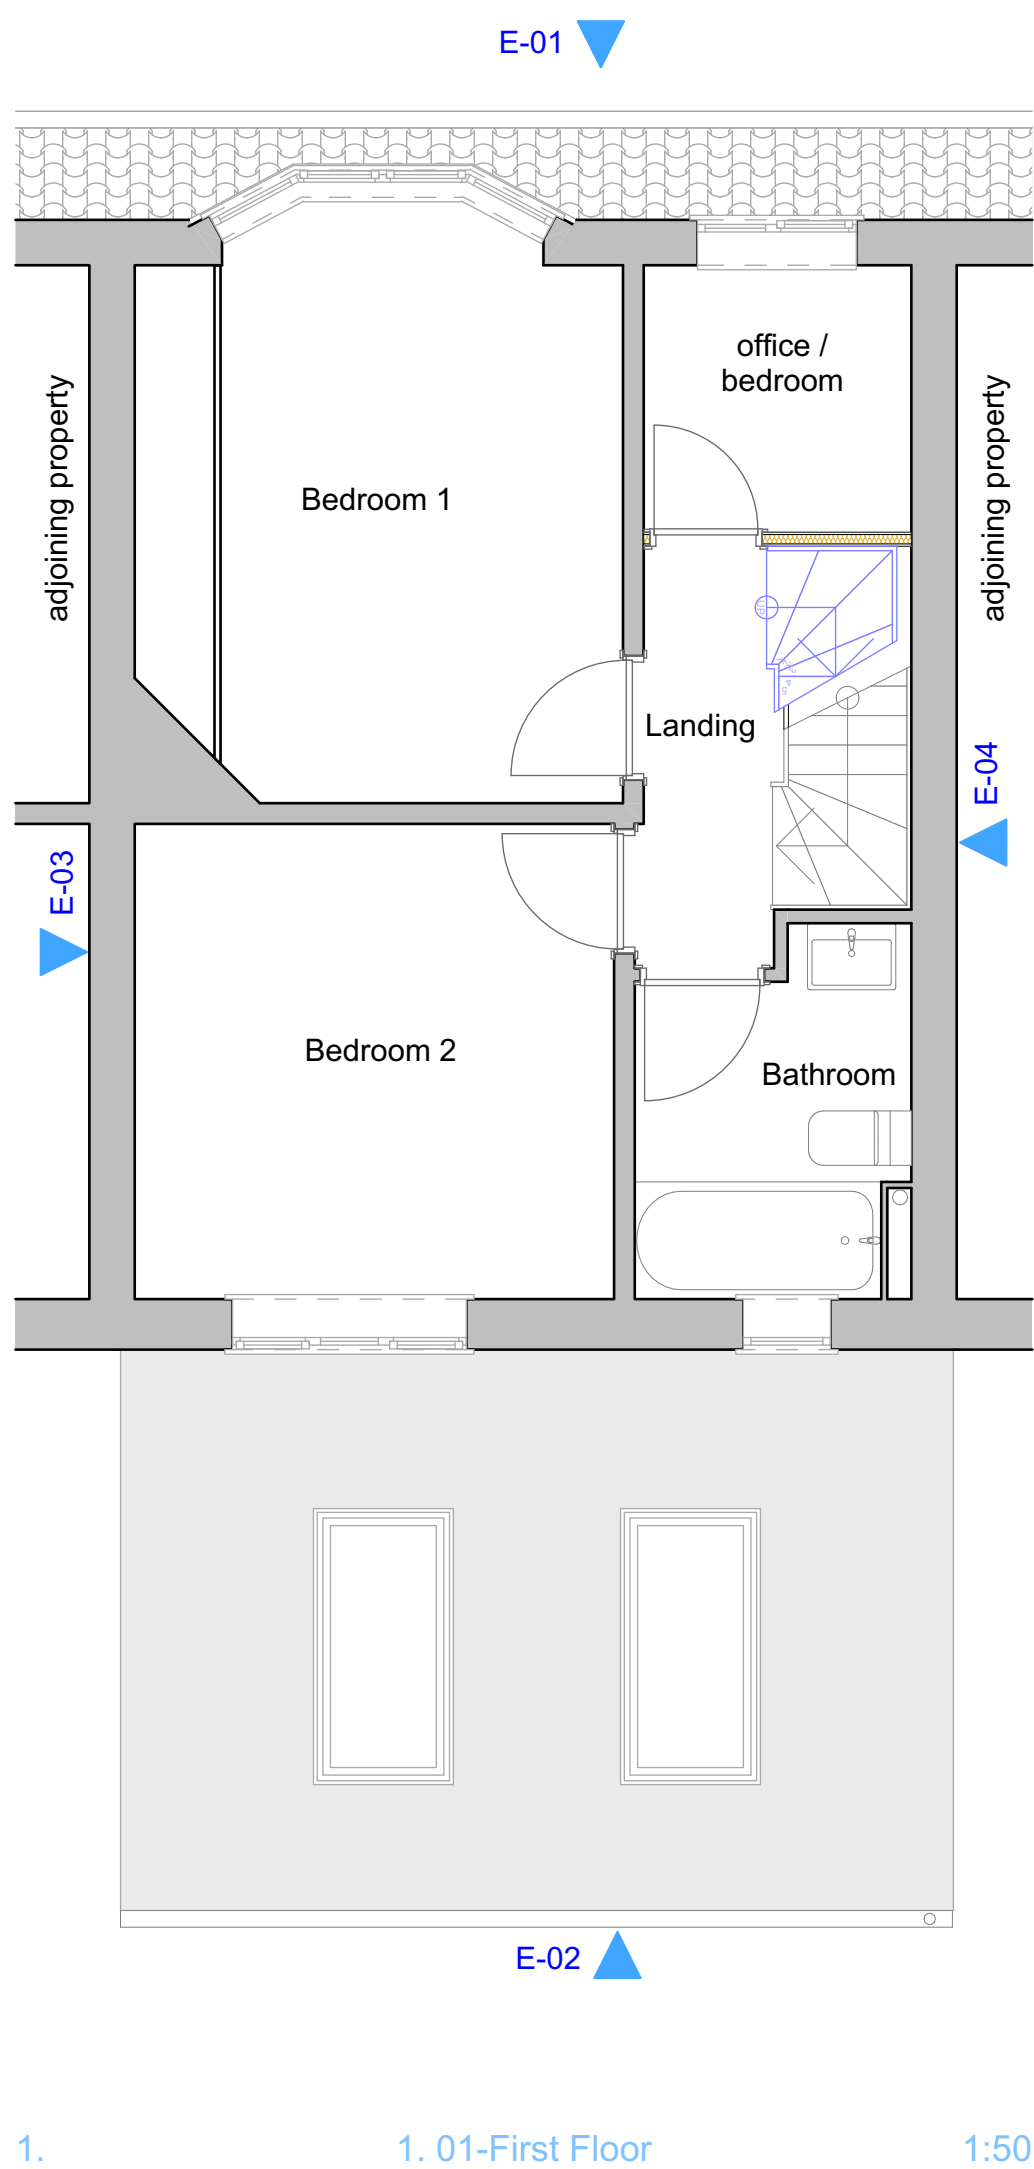 E-01
office /
bedroom
adjoining property
adjoining property
Bedroom 1
UP
Landing
E-04
E-03
Bedroom 2
Bathroom
E-02
1.
1. 01-First Floor
1:50